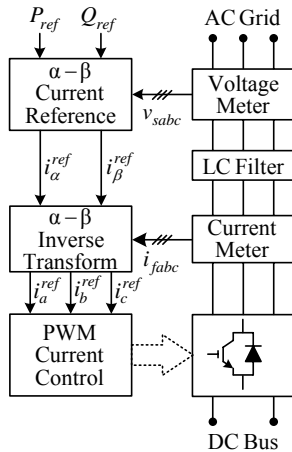 P_ref Q_ref
AC Grid
α – β
Current
Reference
Voltage
Meter
v_sabc
LC Filter
i_α^ref i_β^ref
α – β
Inverse
Transform
Current
Meter
i_fabc
i_a^ref i_b^ref i_c^ref
PWM
Current
Control
DC Bus